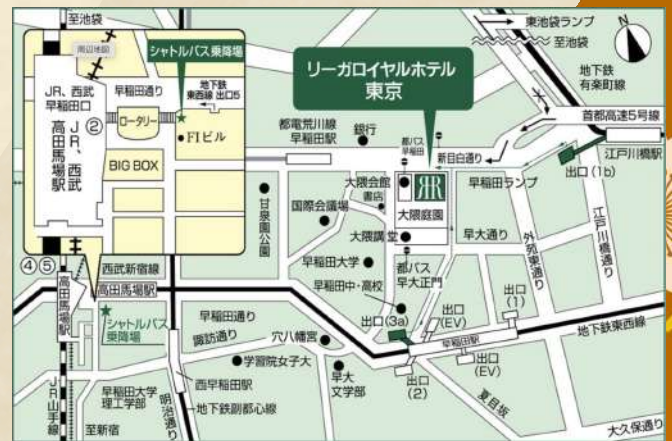 至池袋
周辺地図
シャトルバス乗降場
早稲田通り
地下鉄
東西線 出口5
JR、西武
早稲田口
②
ロータリー
FIビル
JR、西武
高田馬場駅
BIG BOX
④⑤
東池袋ランプ
至池袋
N
地下鉄
有楽町線
リーガロイヤルホテル
東京
首都高速5号線
都電荒川線
早稲田駅
銀行
都バス
早稲田
新目白通り
江戸川橋駅
出口(1b)
早稲田ランプ
大隈会館
書店
大隈庭園
甘泉園公園
国際会議場
大隈講堂
早大通り
外苑東通り
江戸川橋通り
早稲田大学
都バス
早大正門
早稲田中・高校
西武新宿線
高田馬場駅
高田馬場駅
シャトルバス
乗降場
早稲田通り
諏訪通り
穴八幡宮
出口(3a)
出口
(EV)
出口
(1)
早稲田駅
地下鉄東西線
学習院女子大
早大
文学部
出口
(2)
出口
(EV)
夏目坂
西早稲田駅
早稲田大学
理工学部
明治通り
地下鉄副都心線
JR山手線
至新宿
大久保通り